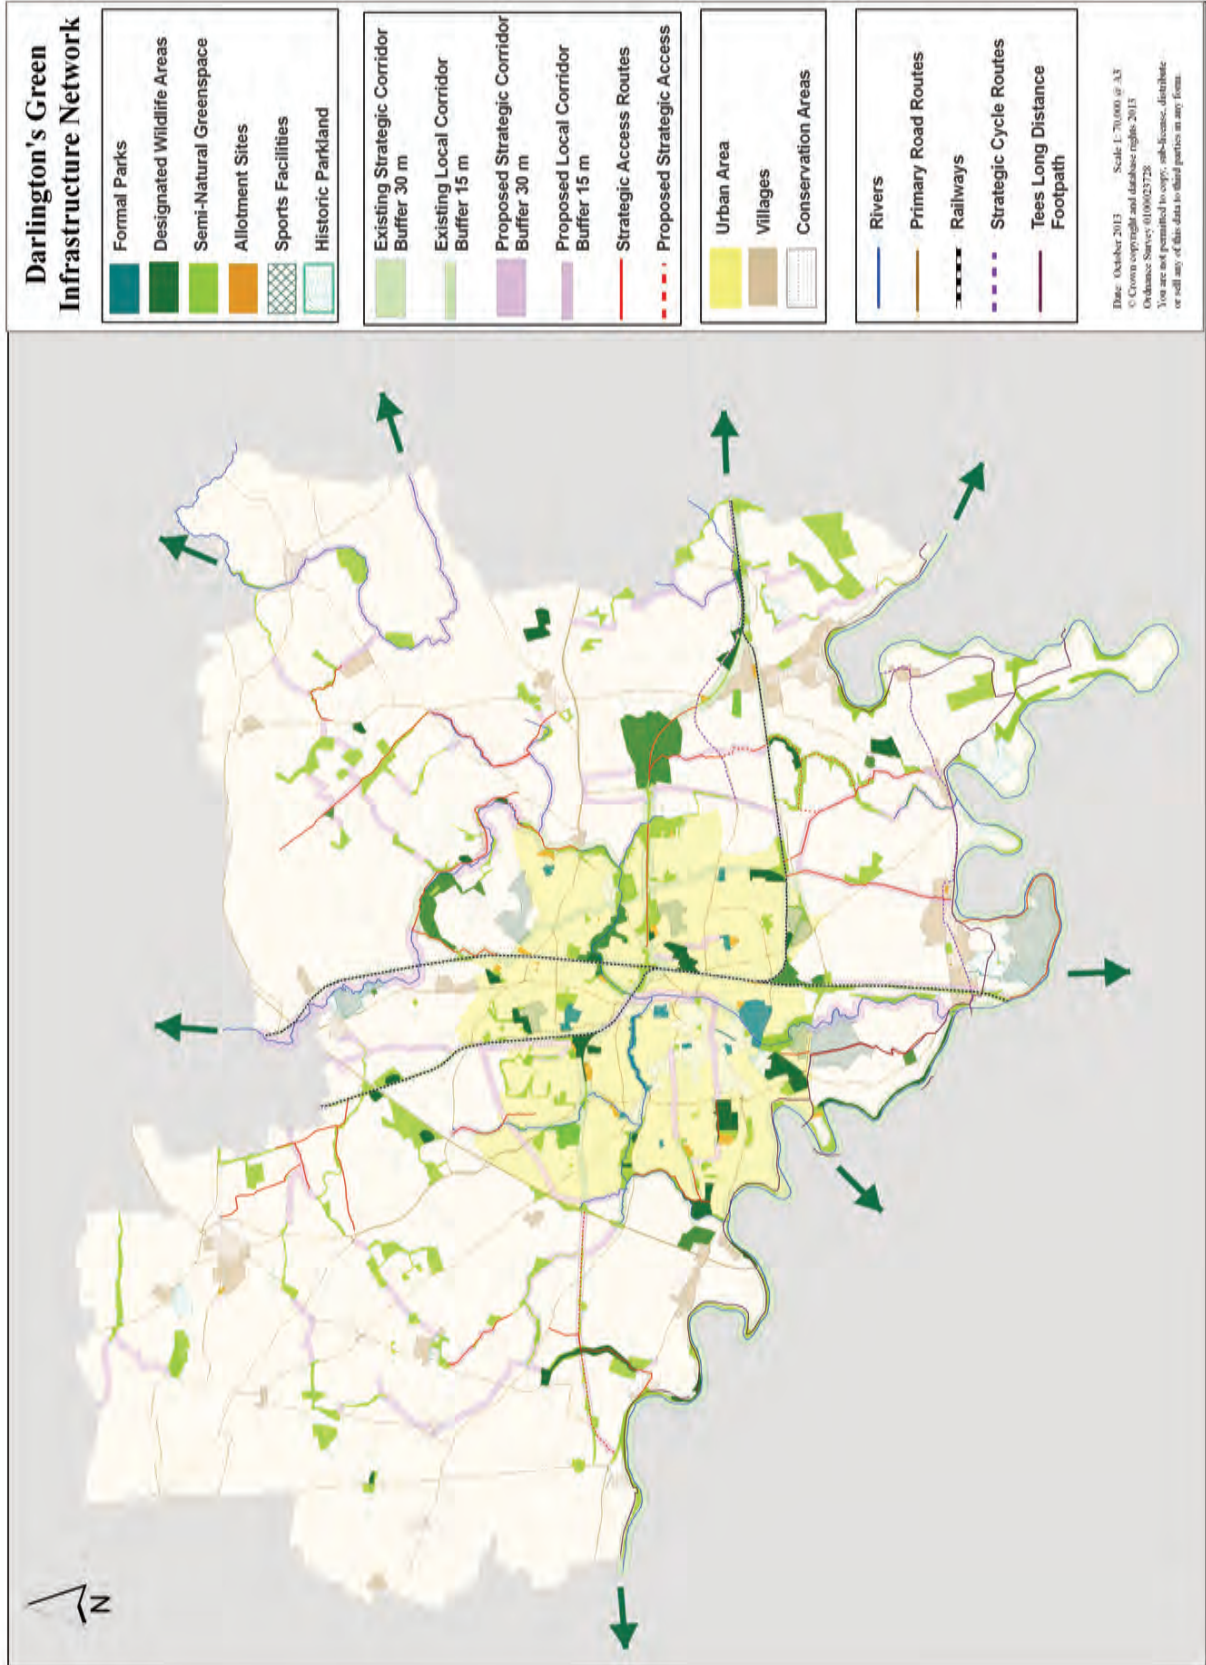 Darlington's Green
Infrastructure Network
Formal Parks
Designated Wildlife Areas
Semi-Natural Greenspace
Allotment Sites
Sports Facilities
Historic Parkland
Existing Strategic Corridor
Buffer 30 m
Existing Local Corridor
Buffer 15 m
Proposed Strategic Corridor
Buffer 30 m
Proposed Local Corridor
Buffer 15 m
Strategic Access Routes
Proposed Strategic Access
Urban Area
Villages
Conservation Areas
Rivers
Primary Road Routes
Railways
Strategic Cycle Routes
Tees Long Distance
Footpath
Date: October 2013 Scale 1: 70,000 @ A3
© Crown copyright and database rights 2013
Ordnance Survey 0100023728
You are not permitted to copy, sub-license, distribute
or sell any of this data to third parties in any form.
N